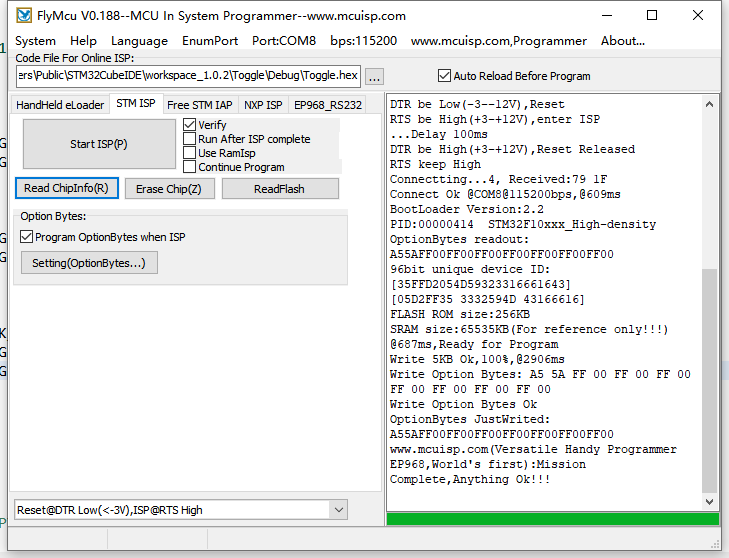 FlyMcu V0.188--MCU In System Programmer--www.mcuisp.com
System Help Language EnumPort Port:COM8 bps:115200 www.mcuisp.com,Programmer About...
Code File For Online ISP:
ers\Public\STM32CubeIDE\workspace_1.0.2\Toggle\Debug\Toggle.hex ... Auto Reload Before Program
HandHeld eLoader STM ISP Free STM IAP NXP ISP EP968_RS232
Start ISP(P)
Verify
Run After ISP complete
Use RamIsp
Continue Program
Read ChipInfo(R) Erase Chip(Z) ReadFlash
Option Bytes:
Program OptionBytes when ISP
Setting(OptionBytes...)
Reset@DTR Low(<-3V),ISP@RTS High
DTR be Low(-3--12V),Reset
RTS be High(+3-+12V),enter ISP
...Delay 100ms
DTR be High(+3-+12V),Reset Released
RTS keep High
Connectting...4, Received:79 1F
Connect Ok @COM8@115200bps,@609ms
BootLoader Version:2.2
PID:00000414 STM32F10xxx_High-density
OptionBytes readout:
A55AFF00FF00FF00FF00FF00FF00FF00
96bit unique device ID:
[35FFD2054D59323316661643]
[05D2FF35 3332594D 43166616]
FLASH ROM size:256KB
SRAM size:65535KB(For reference only!!!)
@687ms,Ready for Program
Write 5KB Ok,100%,@2906ms
Write Option Bytes: A5 5A FF 00 FF 00 FF 00
FF 00 FF 00 FF 00 FF 00
Write Option Bytes Ok
OptionBytes JustWrited:
A55AFF00FF00FF00FF00FF00FF00FF00
www.mcuisp.com(Versatile Handy Programmer
EP968,World's first):Mission
Complete,Anything Ok!!!